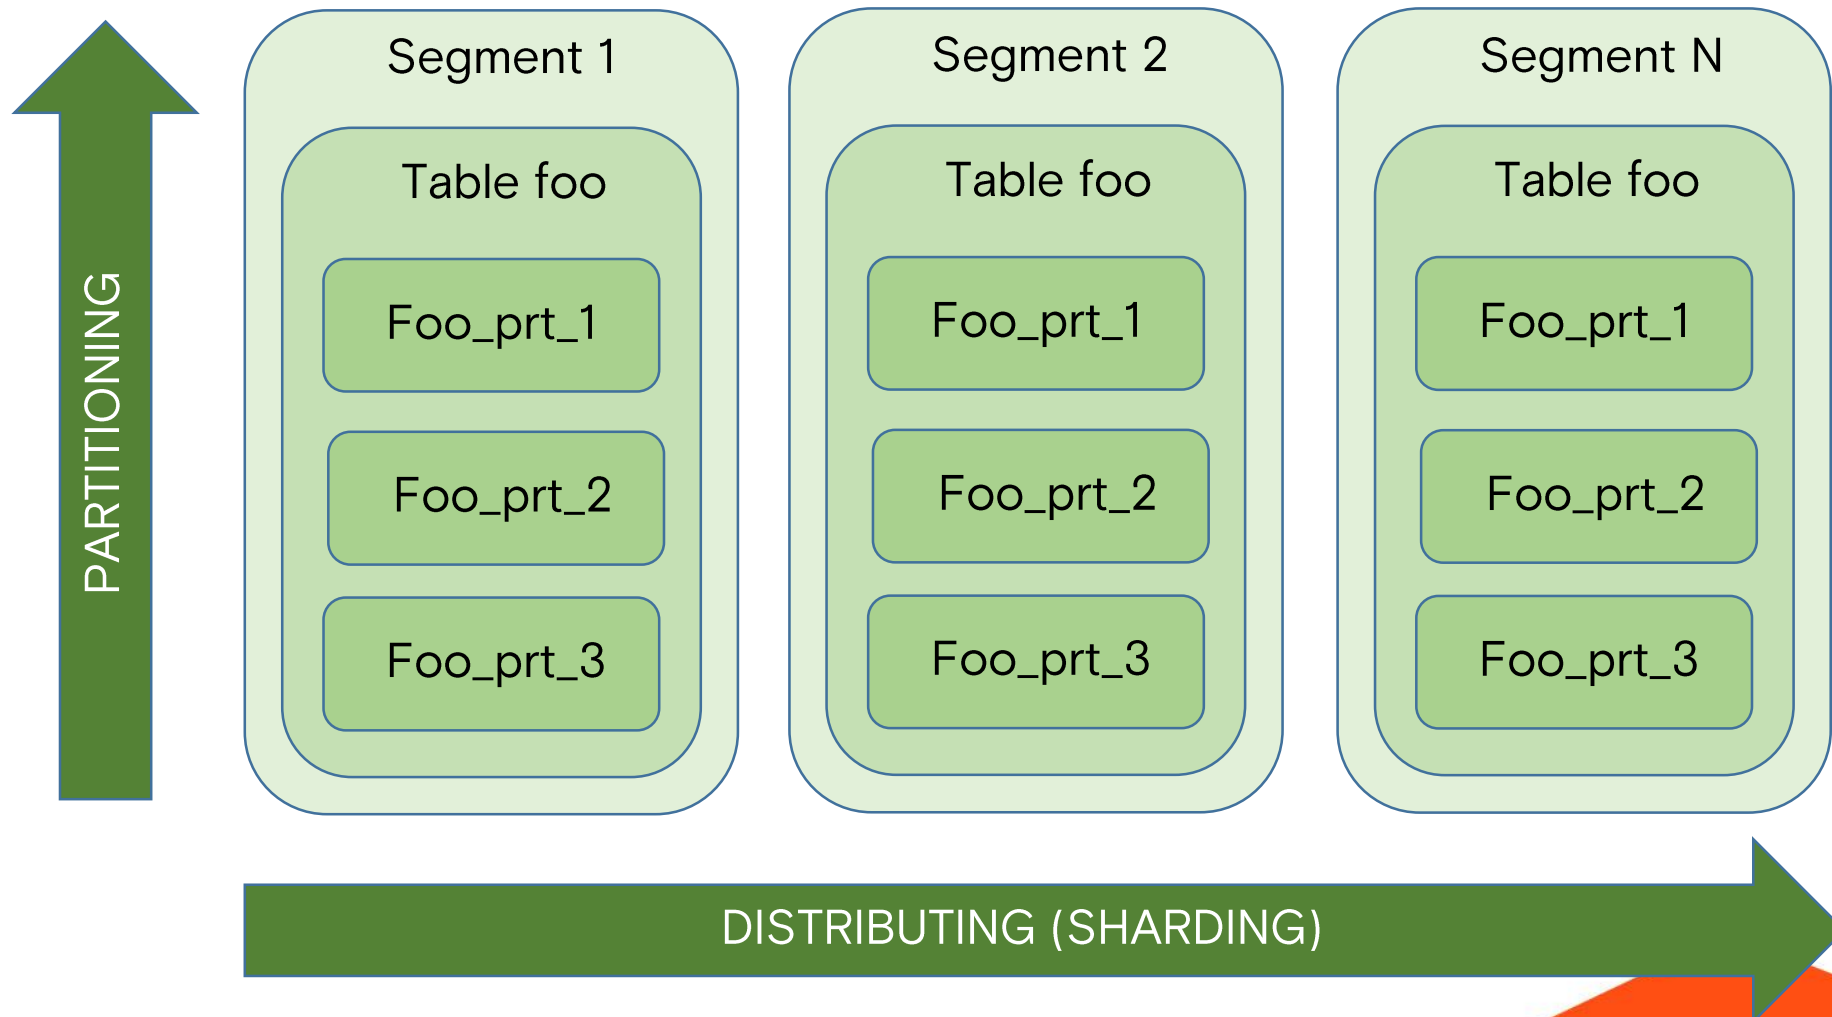 PARTITIONING
Segment 1
Table foo
Foo_prt_1
Foo_prt_2
Foo_prt_3
Segment 2
Table foo
Foo_prt_1
Foo_prt_2
Foo_prt_3
Segment N
Table foo
Foo_prt_1
Foo_prt_2
Foo_prt_3
DISTRIBUTING (SHARDING)